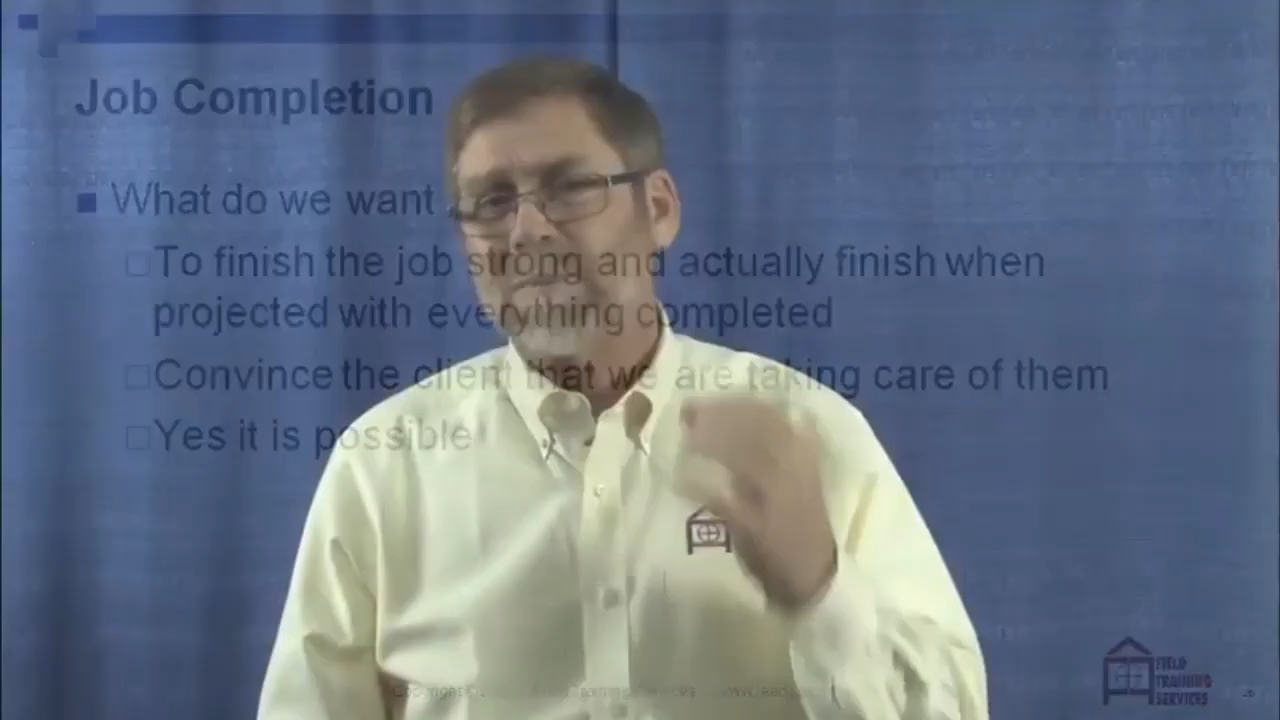 Job Completion
What do we want
To finish the job strong and actually finish when
projected with everything completed
Convince the client that we are taking care of them
Yes it is possible
FIELD
TRAINING
SERVICES